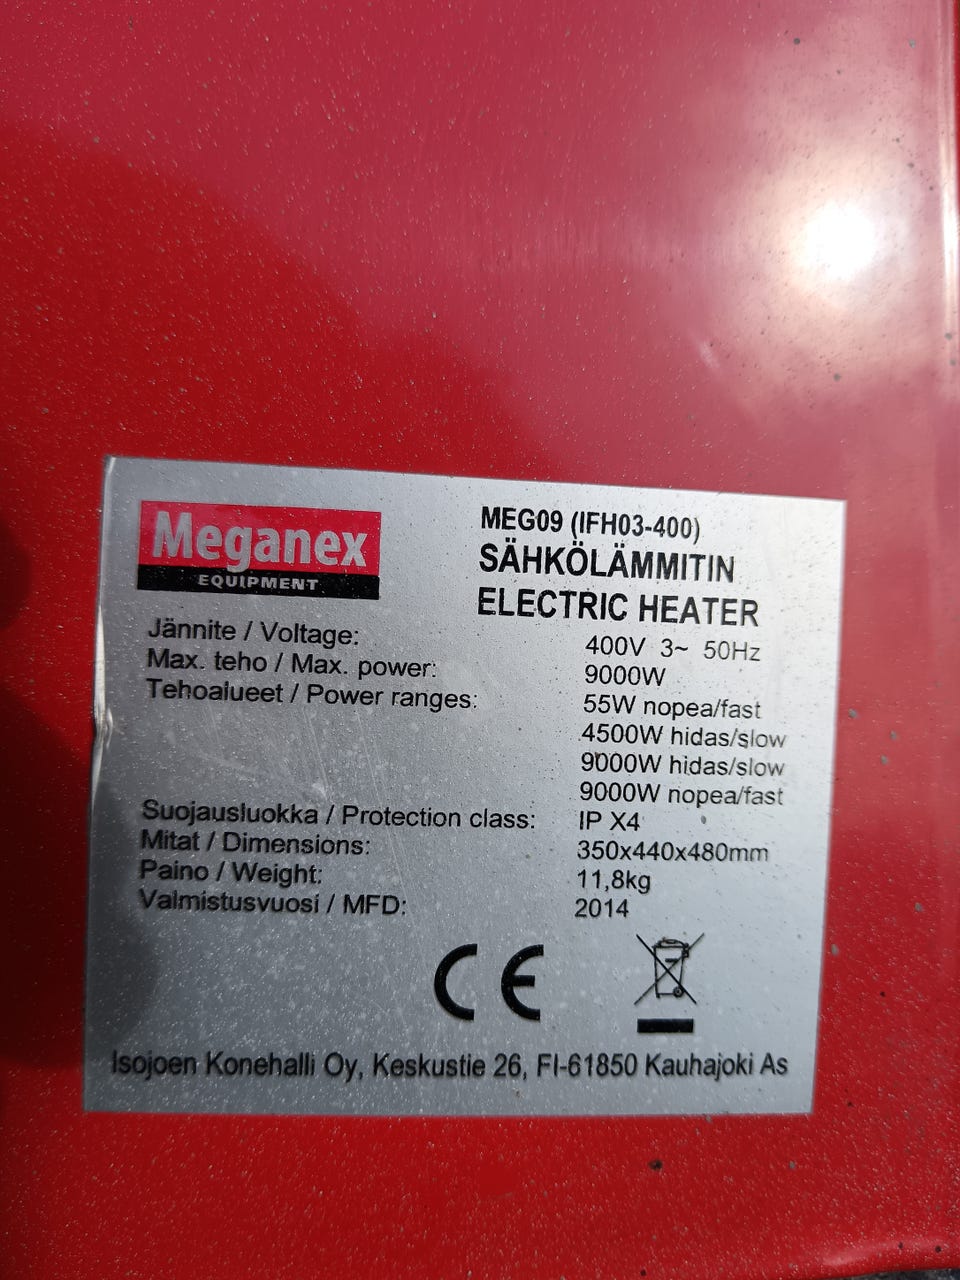 Meganex
EQUIPMENT
MEG09 (IFH03-400)
SÄHKÖLÄMMITIN
ELECTRIC HEATER
Jännite / Voltage: 400V 3~ 50Hz
Max. teho / Max. power: 9000W
Tehoalueet / Power ranges: 55W nopea/fast
4500W hidas/slow
9000W hidas/slow
9000W nopea/fast
Suojausluokka / Protection class: IP X4
Mitat / Dimensions: 350x440x480mm
Paino / Weight: 11,8kg
Valmistusvuosi / MFD: 2014
CE
Isojoen Konehalli Oy, Keskustie 26, FI-61850 Kauhajoki As